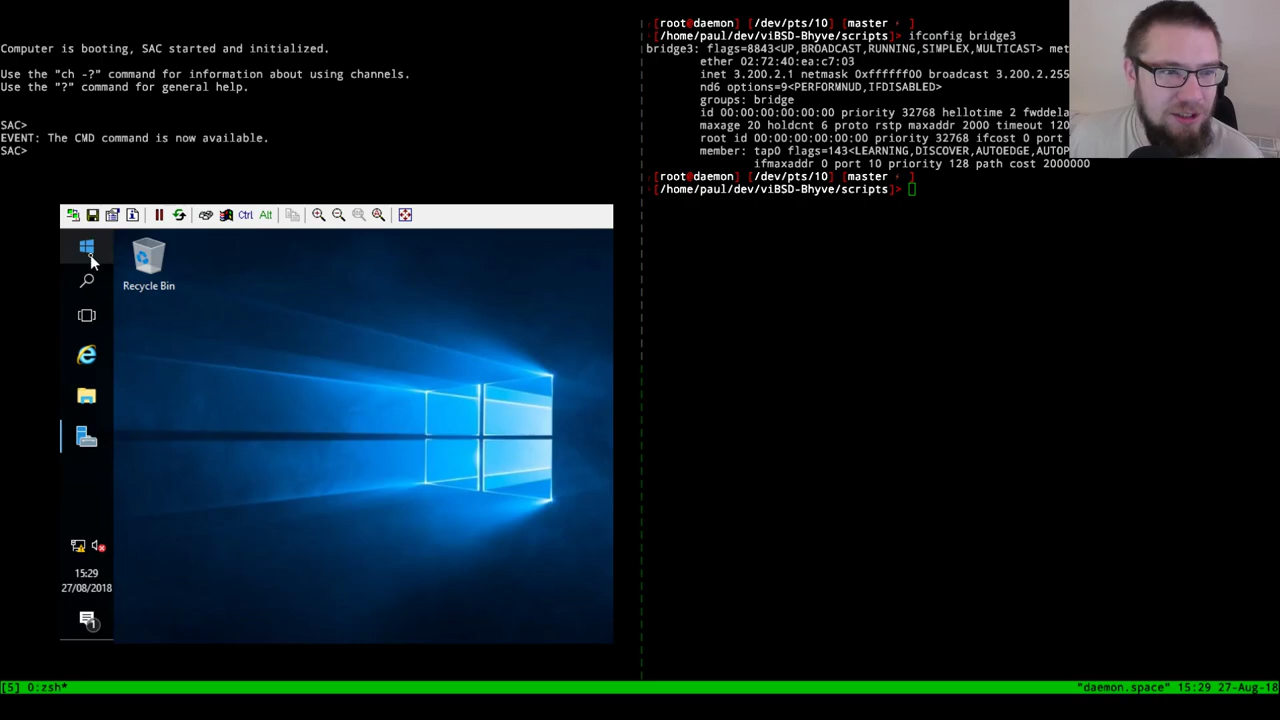 Computer is booting, SAC started and initialized.
Use the "ch -?" command for information about using channels.
Use the "?" command for general help.
SAC>
EVENT: The CMD command is now available.
SAC>
Ctrl Alt
Recycle Bin
15:29
27/08/2018
1
[root@daemon] [/dev/pts/10] [master ⚡ ]
[/home/paul/dev/viBSD-Bhyve/scripts]> ifconfig bridge3
bridge3: flags=8843<UP,BROADCAST,RUNNING,SIMPLEX,MULTICAST> met
ether 02:72:40:ea:c7:03
inet 3.200.2.1 netmask 0xffffff00 broadcast 3.200.2.255
nd6 options=9<PERFORMNUD,IFDISABLED>
groups: bridge
id 00:00:00:00:00:00 priority 32768 hellotime 2 fwddela
maxage 20 holdcnt 6 proto rstp maxaddr 2000 timeout 120
root id 00:00:00:00:00:00 priority 32768 ifcost 0 port
member: tap0 flags=143<LEARNING,DISCOVER,AUTOEDGE,AUTOP
ifmaxaddr 0 port 10 priority 128 path cost 2000000
[root@daemon] [/dev/pts/10] [master ⚡ ]
[/home/paul/dev/viBSD-Bhyve/scripts]>
[5] 0:zsh*
"daemon.space" 15:29 27-Aug-18